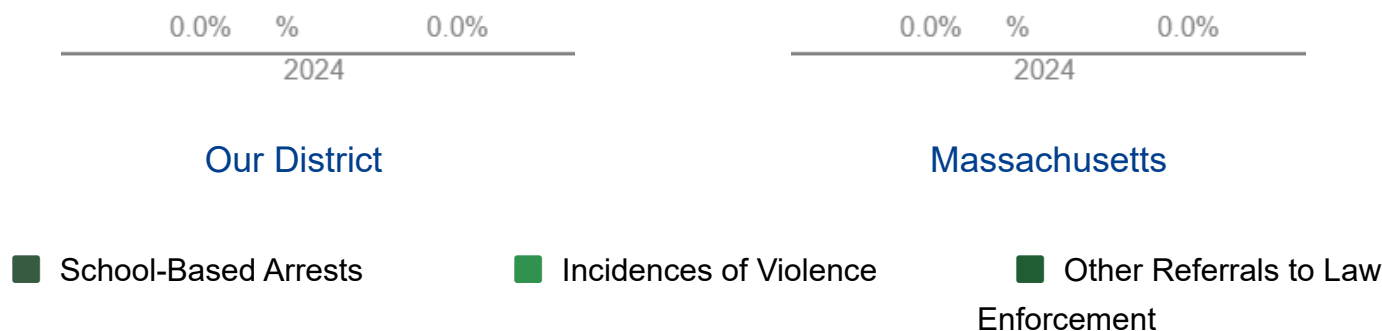 0.0% % 0.0% 0.0% % 0.0%
2024 2024
Our District Massachusetts
School-Based Arrests Incidences of Violence Other Referrals to Law
Enforcement